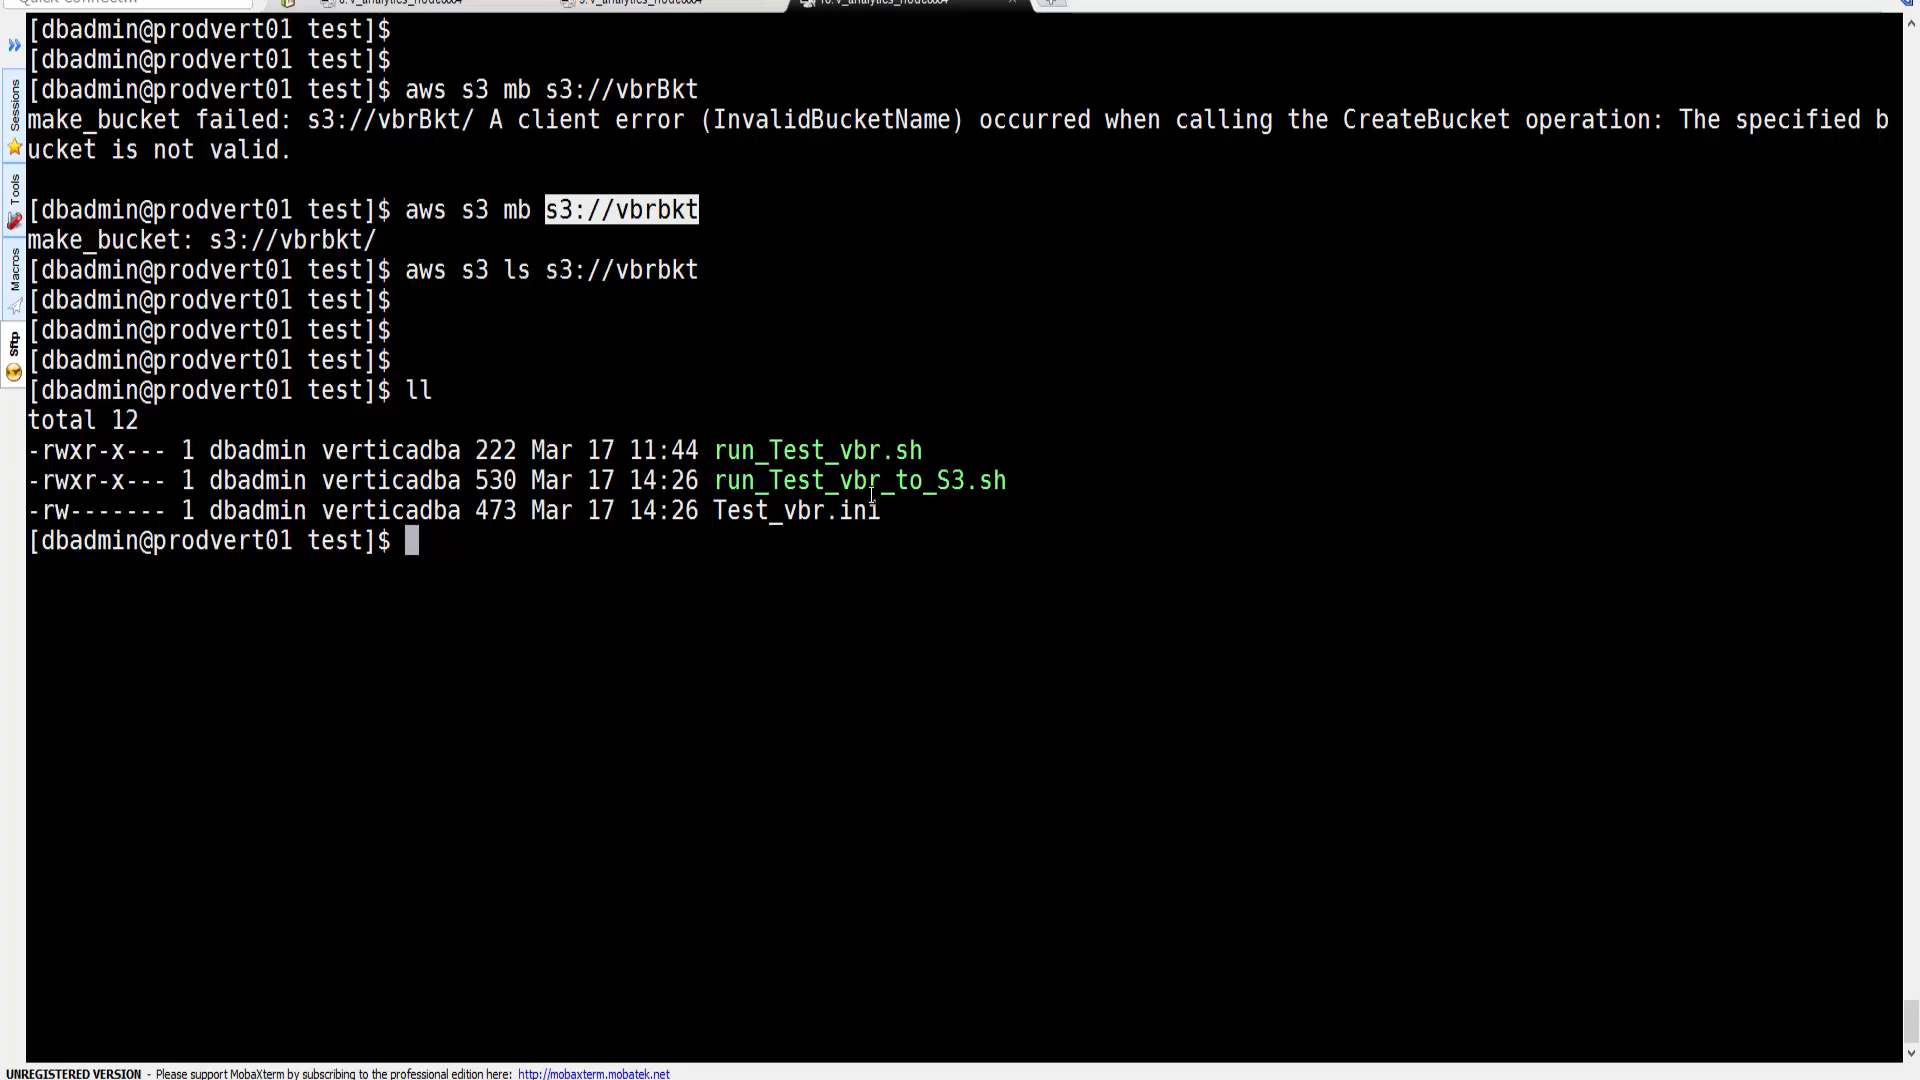 [dbadmin@prodvert01 test]$
[dbadmin@prodvert01 test]$
[dbadmin@prodvert01 test]$ aws s3 mb s3://vbrBkt
make_bucket failed: s3://vbrBkt/ A client error (InvalidBucketName) occurred when calling the CreateBucket operation: The specified b
ucket is not valid.
[dbadmin@prodvert01 test]$ aws s3 mb s3://vbrbkt
make_bucket: s3://vbrbkt/
[dbadmin@prodvert01 test]$ aws s3 ls s3://vbrbkt
[dbadmin@prodvert01 test]$
[dbadmin@prodvert01 test]$
[dbadmin@prodvert01 test]$
[dbadmin@prodvert01 test]$ ll
total 12
-rwxr-x--- 1 dbadmin verticadba 222 Mar 17 11:44 run_Test_vbr.sh
-rwxr-x--- 1 dbadmin verticadba 530 Mar 17 14:26 run_Test_vbr_to_S3.sh
-rw------- 1 dbadmin verticadba 473 Mar 17 14:26 Test_vbr.ini
[dbadmin@prodvert01 test]$
Sessions
Tools
Macros
Sftp
UNREGISTERED VERSION - Please support MobaXterm by subscribing to the professional edition here: http://mobaxterm.mobatek.net